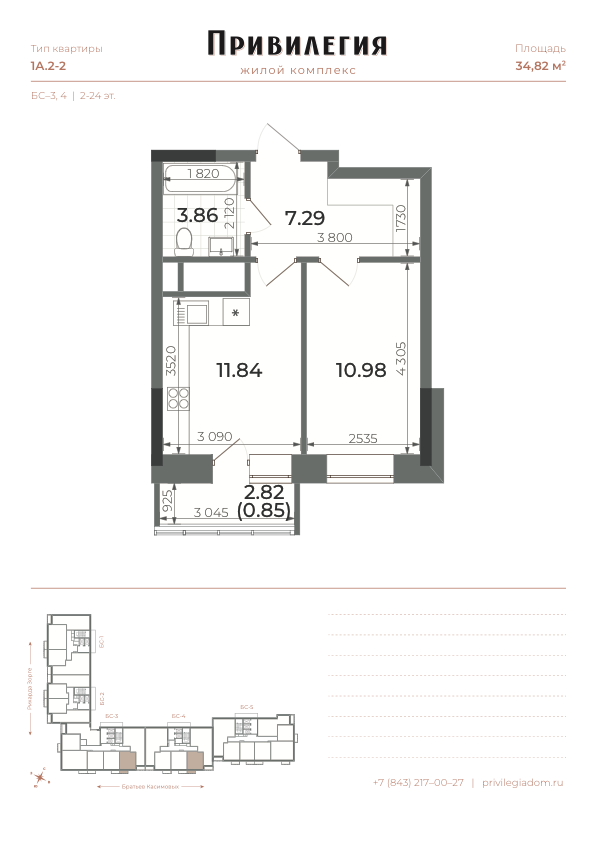 Тип квартиры
1А.2-2
Привилегия
жилой комплекс
Площадь
34,82 м²
БС–3, 4 | 2-24 эт.
1 820
3.86
2 120
7.29
3 800
1730
3520
11.84
10.98
4 305
3 090
2535
925
2.82
3 045
(0.85)
БС-1
Рихарда Зорге
БС-2
БС-3
БС-4
БС-5
Братьев Касимовых
+7 (843) 217–00–27 | privilegiadom.ru